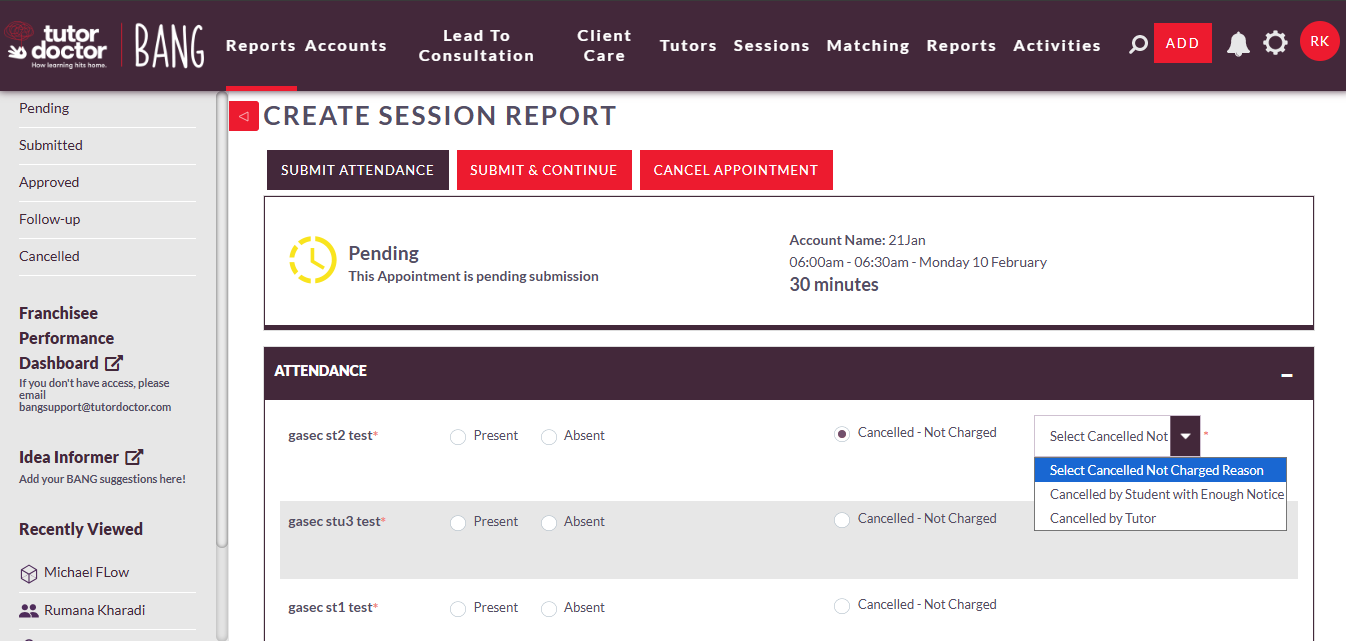 tutor
doctor
How learning hits home.
BANG
Reports
Accounts
Lead To
Consultation
Client
Care
Tutors
Sessions
Matching
Reports
Activities
ADD
RK
Pending
Submitted
Approved
Follow-up
Cancelled
Franchisee
Performance
Dashboard
If you don't have access, please
email
bangsupport@tutordoctor.com
Idea Informer
Add your BANG suggestions here!
Recently Viewed
Michael FLow
Rumana Kharadi
CREATE SESSION REPORT
SUBMIT ATTENDANCE
SUBMIT & CONTINUE
CANCEL APPOINTMENT
Pending
This Appointment is pending submission
Account Name: 21Jan
06:00am - 06:30am - Monday 10 February
30 minutes
ATTENDANCE
gasec st2 test*
Present
Absent
Cancelled - Not Charged
Select Cancelled Not
*
Select Cancelled Not Charged Reason
Cancelled by Student with Enough Notice
Cancelled by Tutor
gasec stu3 test*
Present
Absent
Cancelled - Not Charged
gasec st1 test*
Present
Absent
Cancelled - Not Charged